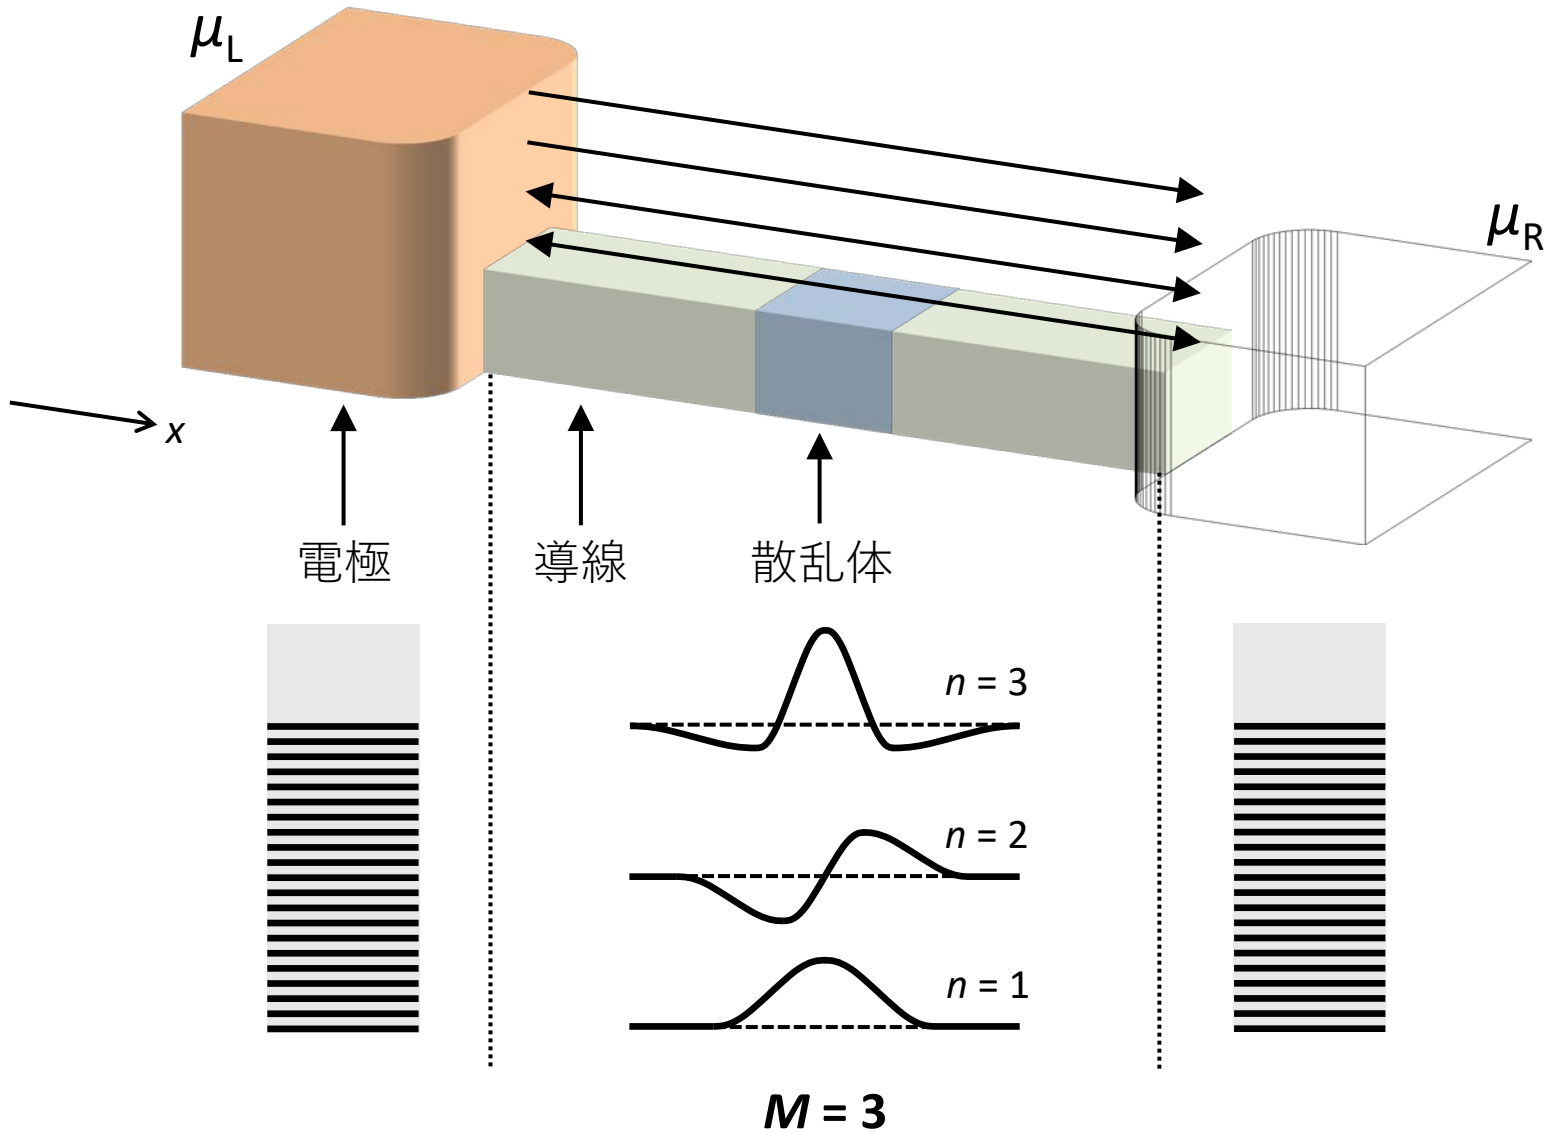 μL
μR
x
電極
導線
散乱体
n = 3
n = 2
n = 1
M = 3